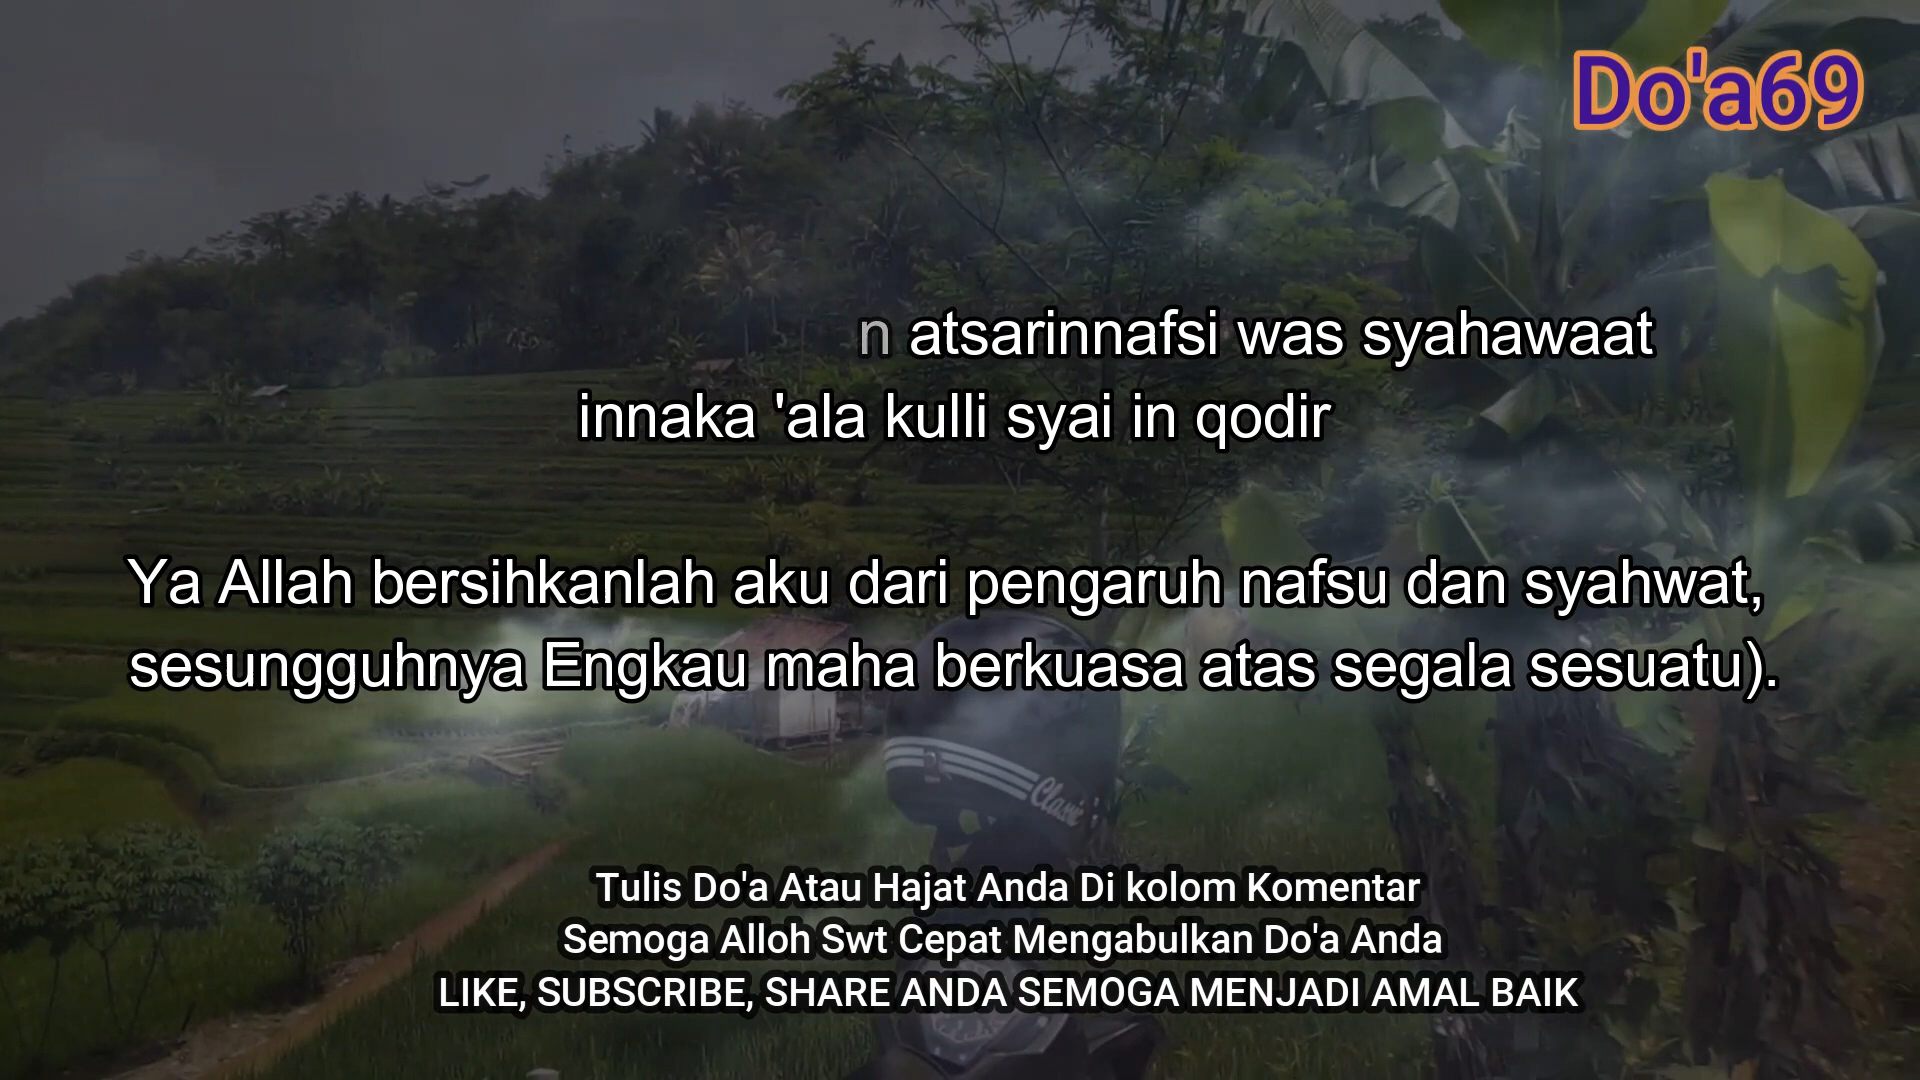 Do'a69
n atsarinnafsi was syahawaat
innaka 'ala kulli syai in qodir
Ya Allah bersihkanlah aku dari pengaruh nafsu dan syahwat,
sesungguhnya Engkau maha berkuasa atas segala sesuatu).
Classic
Tulis Do'a Atau Hajat Anda Di kolom Komentar
Semoga Alloh Swt Cepat Mengabulkan Do'a Anda
LIKE, SUBSCRIBE, SHARE ANDA SEMOGA MENJADI AMAL BAIK